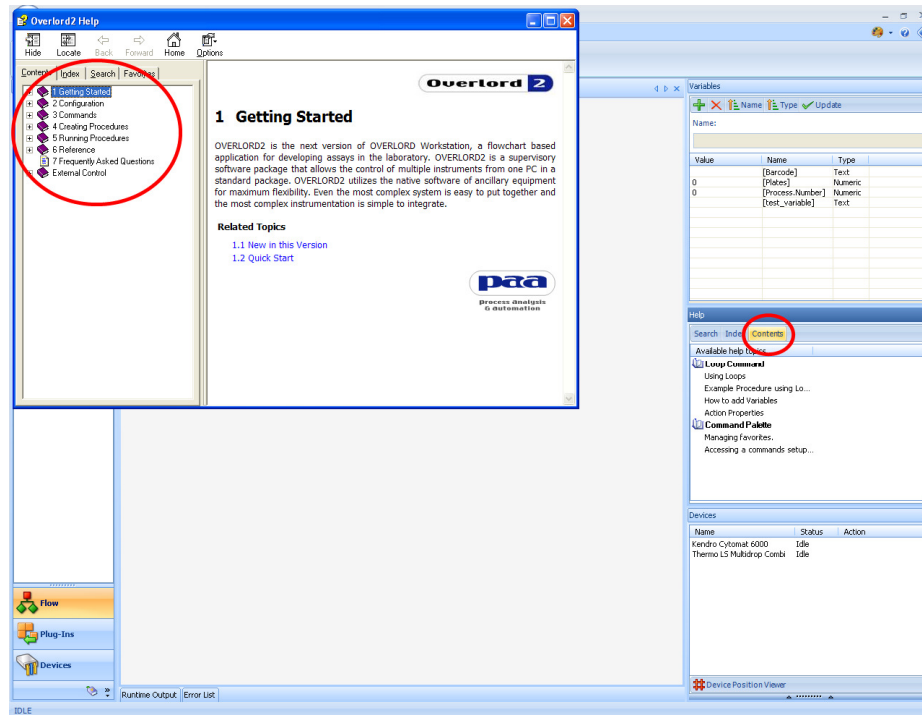 Overlord2 Help
Hide Locate Back Forward Home Options
Contents Index Search Favorites
1 Getting Started
2 Configuration
3 Commands
4 Creating Procedures
5 Running Procedures
6 Reference
7 Frequently Asked Questions
External Control
Overlord 2
1 Getting Started
OVERLORD2 is the next version of OVERLORD Workstation, a flowchart based
application for developing assays in the laboratory. OVERLORD2 is a supervisory
software package that allows the control of multiple instruments from one PC in a
standard package. OVERLORD2 utilizes the native software of ancillary equipment
for maximum flexibility. Even the most complex system is easy to put together and
the most complex instrumentation is simple to integrate.
Related Topics
1.1 New in this Version
1.2 Quick Start
paa
process analysis
& automation
Variables
Name Type Update
Name:
Value Name Type
[Barcode] Text
0 [Plates] Numeric
0 [Process.Number] Numeric
[test_variable] Text
Help
Search Index Contents
Available help topics
Loop Command
Using Loops
Example Procedure using Lo...
How to add Variables
Action Properties
Command Palette
Managing favorites.
Accessing a commands setup...
Devices
Name Status Action
Kendro Cytomat 6000 Idle
Thermo LS Multidrop Combi Idle
Device Position Viewer
Flow
Plug-Ins
Devices
Runtime Output Error List
IDLE